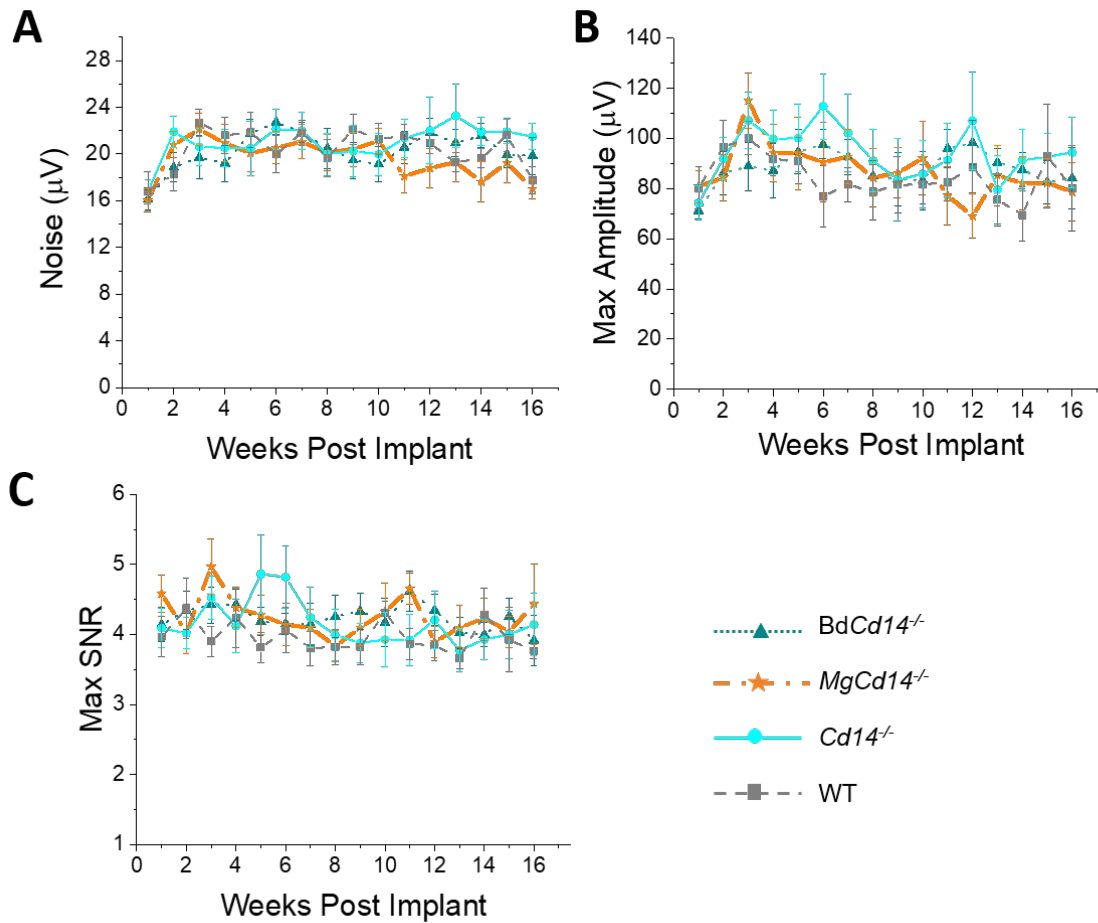 A
28
24
20
16
12
8
4
0
Noise (μV)
0 2 4 6 8 10 12 14 16
Weeks Post Implant
B
140
120
100
80
60
40
20
0
Max Amplitude (μV)
0 2 4 6 8 10 12 14 16
Weeks Post Implant
C
6
5
4
3
2
1
Max SNR
0 2 4 6 8 10 12 14 16
Weeks Post Implant
BdCd14-/-
MgCd14-/-
Cd14-/-
WT